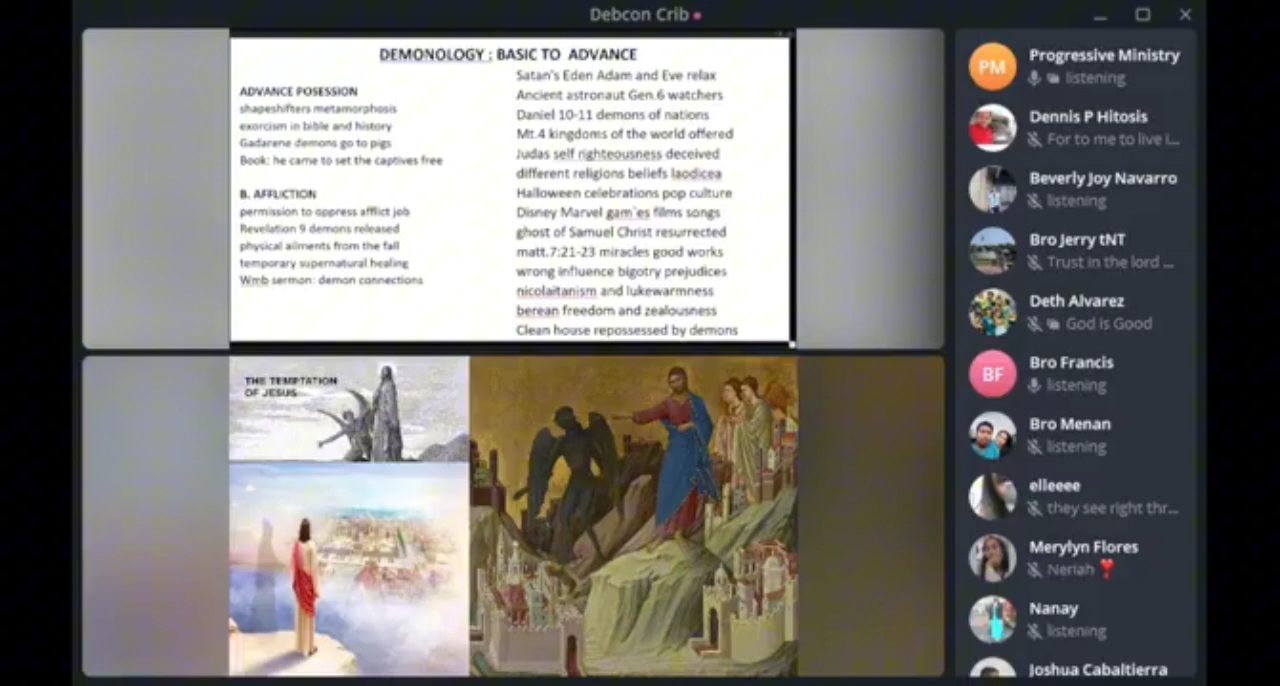 Debcon Crib
DEMONOLOGY : BASIC TO ADVANCE
ADVANCE POSESSION
shapeshifters metamorphosis
exorcism in bible and history
Gadarene demons go to pigs
Book: he came to set the captives free
B. AFFLICTION
permission to oppress afflict job
Revelation 9 demons released
physical ailments from the fall
temporary supernatural healing
Wmb sermon: demon connections
Satan's Eden Adam and Eve relax
Ancient astronaut Gen.6 watchers
Daniel 10-11 demons of nations
Mt.4 kingdoms of the world offered
Judas self righteousness deceived
different religions beliefs laodicea
Halloween celebrations pop culture
Disney Marvel gam`es films songs
ghost of Samuel Christ resurrected
matt.7:21-23 miracles good works
wrong influence bigotry prejudices
nicolaitanism and lukewarmness
berean freedom and zealousness
Clean house repossessed by demons
THE TEMPTATION
OF JESUS
PM
Progressive Ministry
listening
Dennis P Hitosis
For to me to live i...
Beverly Joy Navarro
listening
Bro Jerry tNT
Trust in the lord ...
Deth Alvarez
God is Good
BF
Bro Francis
listening
Bro Menan
listening
elleeee
they see right thr...
Merylyn Flores
Neriah
Nanay
listening
Joshua Cabaltierra